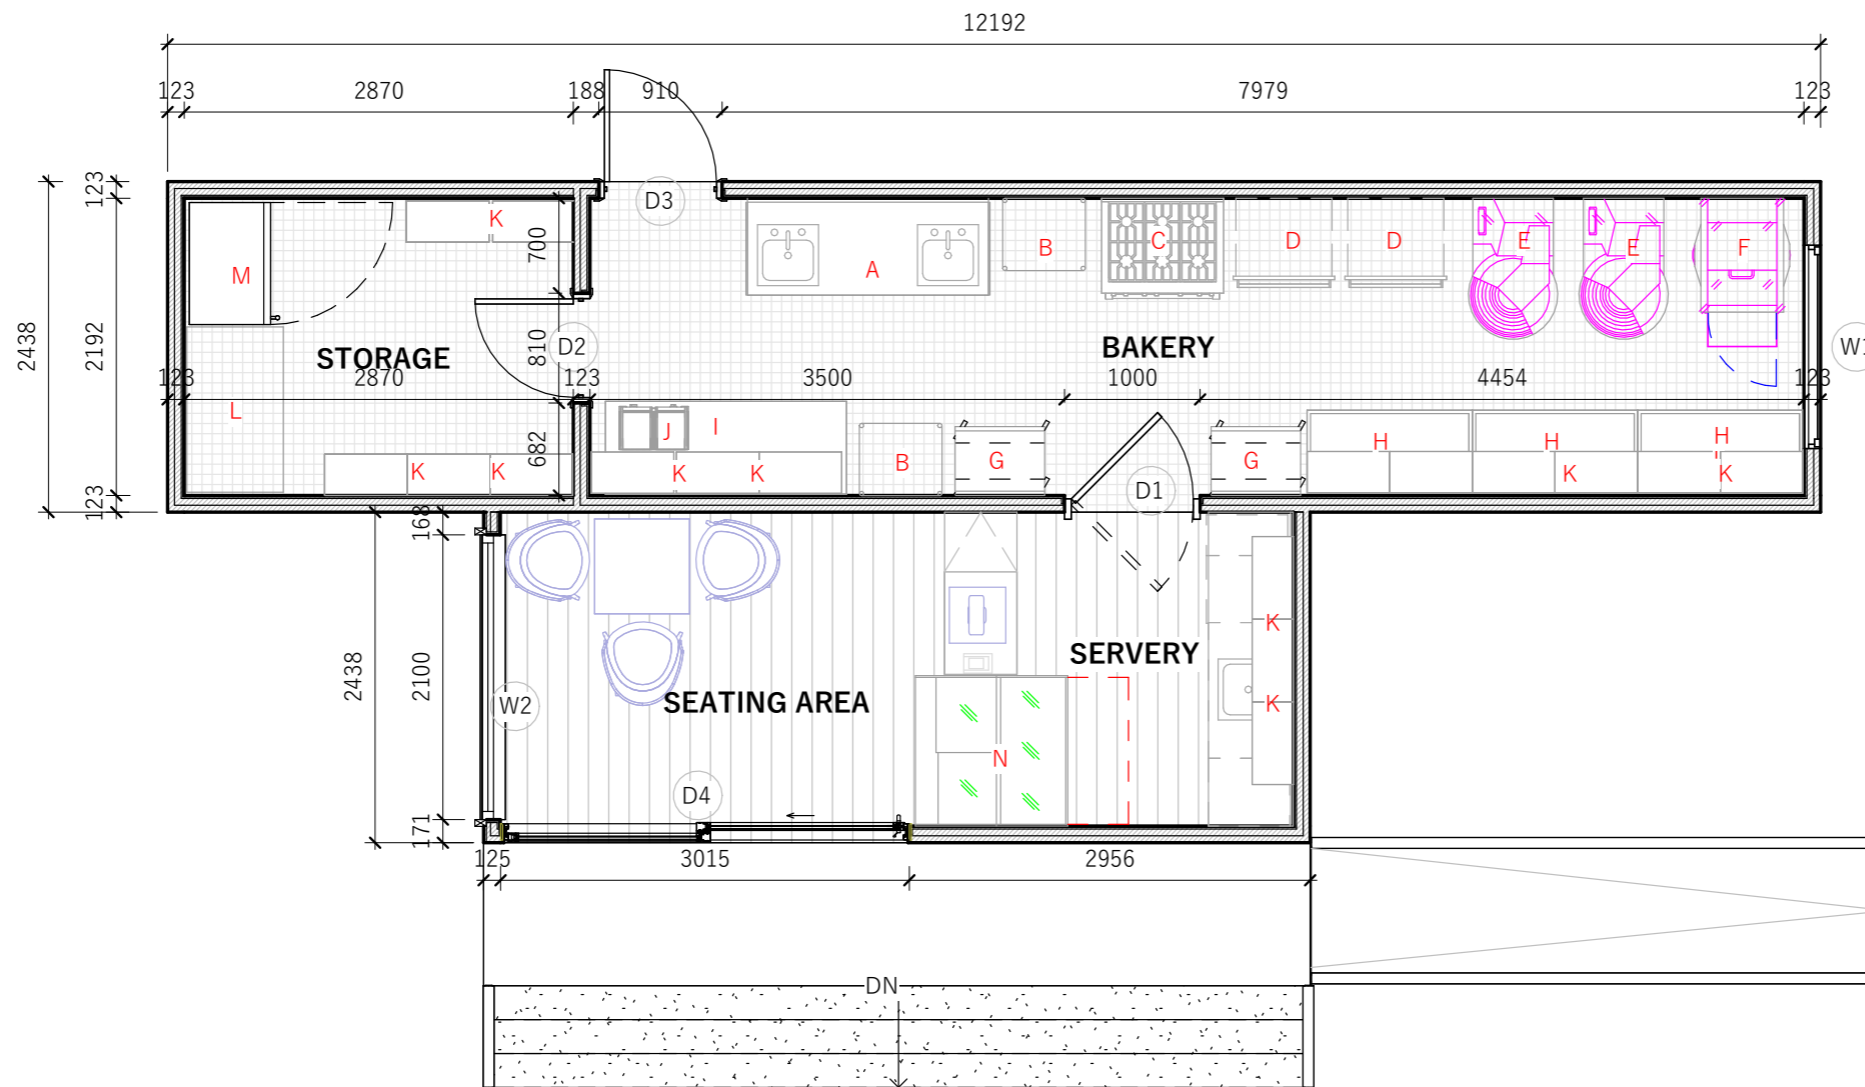 12192
123 2870 188 910 7979 123
D3
123 K 700 A B C D D E E F
M
2438 2192 STORAGE 810 D2 BAKERY W1
123 2870 123 3500 1000 4454 123
L J I H H H
682 K K K K B G D1 G K K
123
168
2438 2100 K
SERVERY
W2 SEATING AREA K
N
D4
171
125 3015 2956
DN